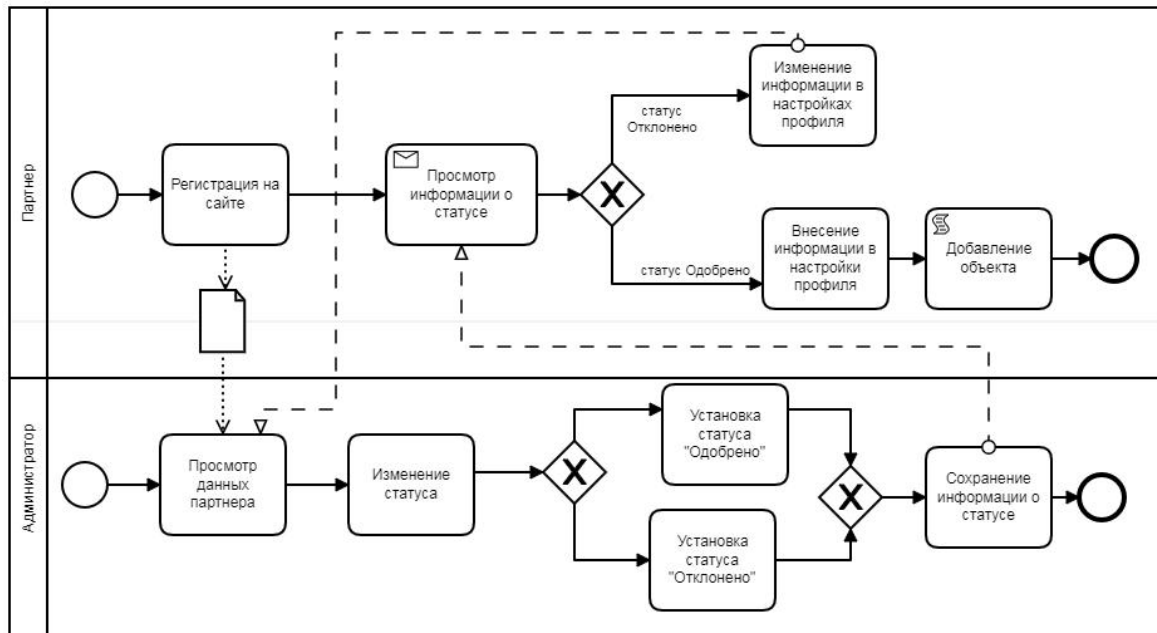 Партнер
Регистрация на
сайте
Просмотр
информации о
статусе
статус
Отклонено
Изменение
информации в
настройках
профиля
статус Одобрено
Внесение
информации в
настройки
профиля
Добавление
объекта
Администратор
Просмотр
данных
партнера
Изменение
статуса
Установка
статуса
"Одобрено"
Установка
статуса
"Отклонено"
Сохранение
информации о
статусе